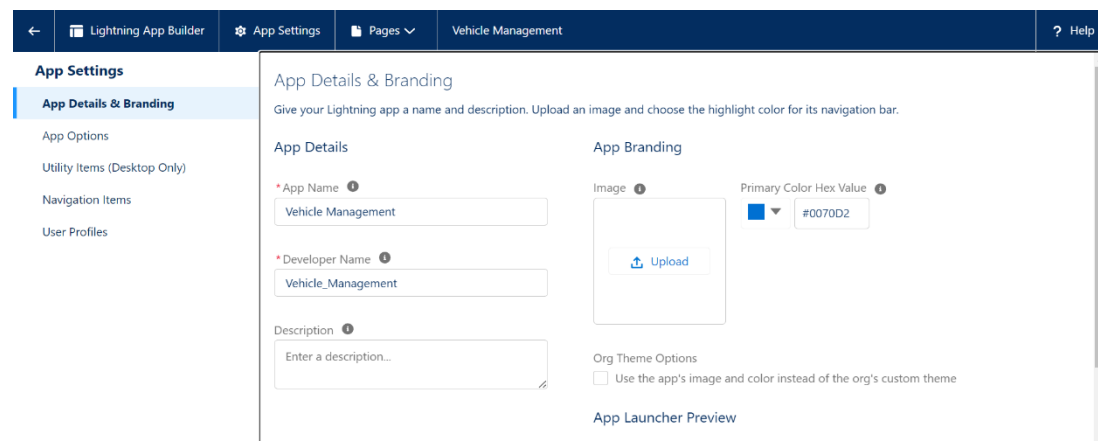 Lightning App Builder
App Settings
Pages
Vehicle Management
? Help
App Settings
App Details & Branding
App Options
Utility Items (Desktop Only)
Navigation Items
User Profiles
App Details & Branding
Give your Lightning app a name and description. Upload an image and choose the highlight color for its navigation bar.
App Details
*App Name
Vehicle Management
*Developer Name
Vehicle_Management
Description
Enter a description...
App Branding
Image
Upload
Primary Color Hex Value
#0070D2
Org Theme Options
Use the app's image and color instead of the org's custom theme
App Launcher Preview